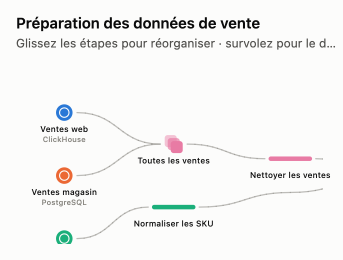 Préparation des données de vente
Glissez les étapes pour réorganiser · survolez pour le d...
Ventes web
ClickHouse
Toutes les ventes
Nettoyer les ventes
Ventes magasin
PostgreSQL
Normaliser les SKU